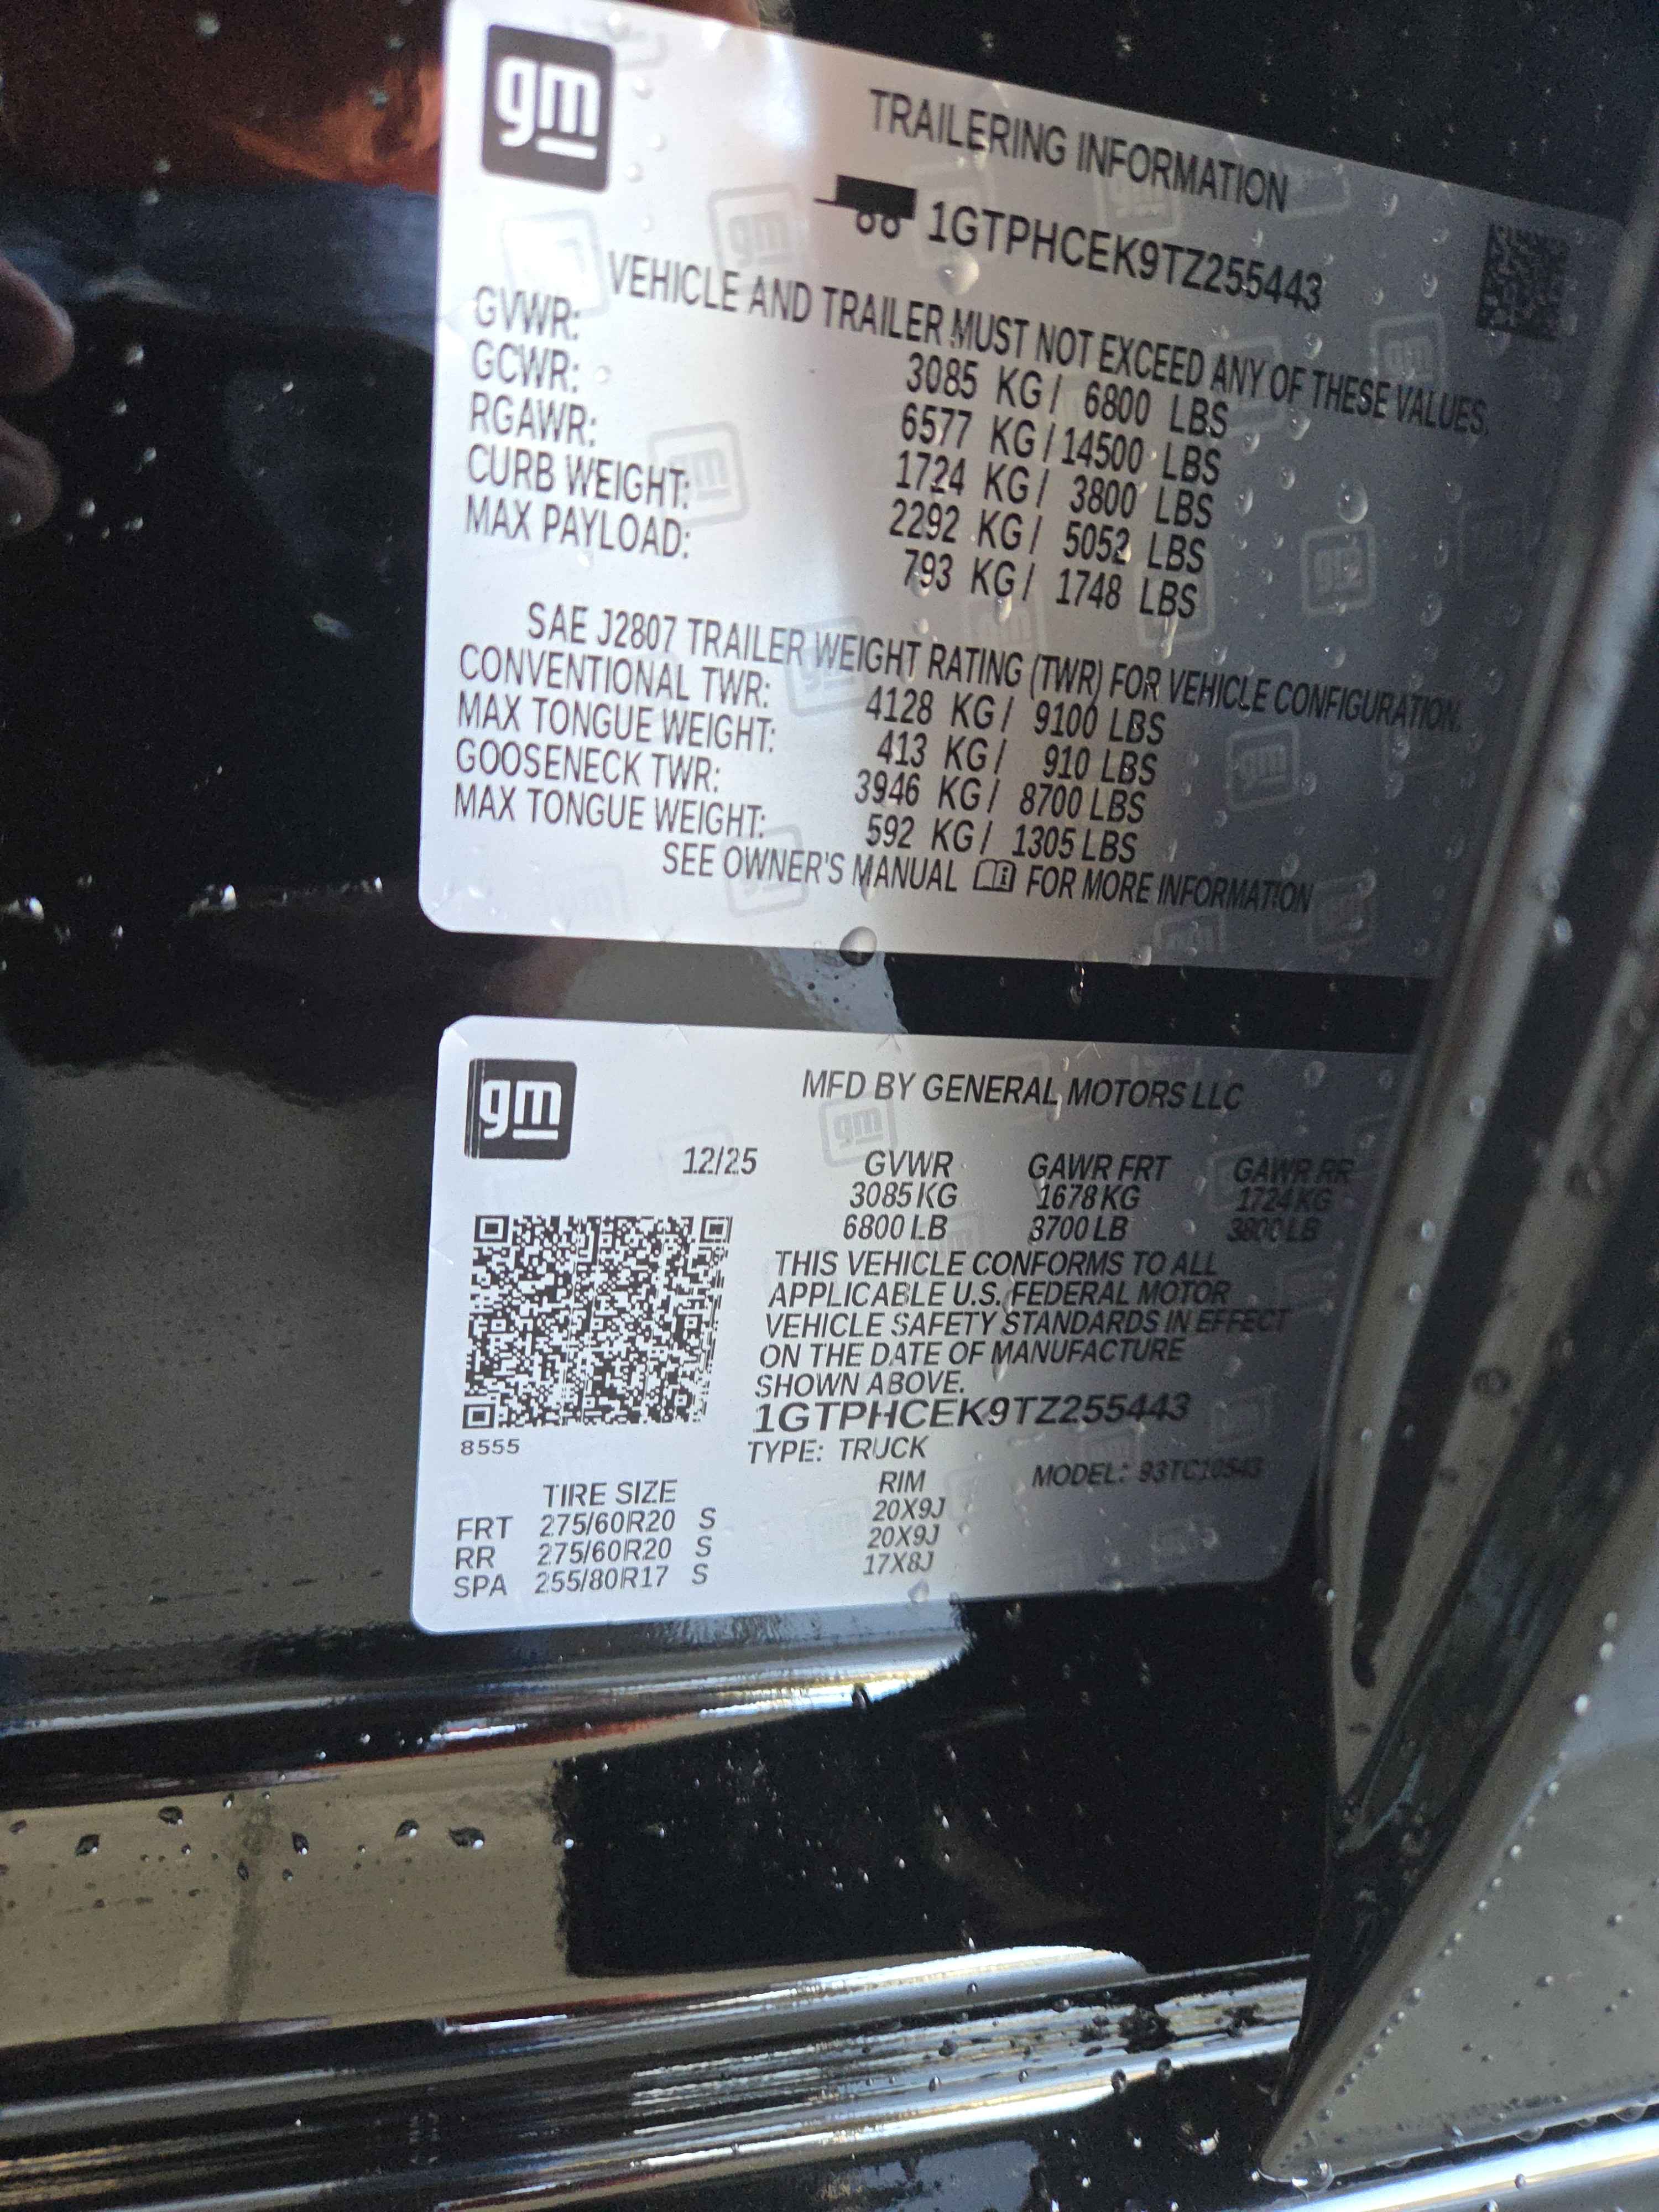 gm
TRAILERING INFORMATION
1GTPHCEK9TZ255443
VEHICLE AND TRAILER MUST NOT EXCEED ANY OF THESE VALUES.
GVWR: 3085 KG / 6800 LBS
GCWR: 6577 KG / 14500 LBS
RGAWR: 1724 KG / 3800 LBS
CURB WEIGHT: 2292 KG / 5052 LBS
MAX PAYLOAD: 793 KG / 1748 LBS
SAE J2807 TRAILER WEIGHT RATING (TWR) FOR VEHICLE CONFIGURATION.
CONVENTIONAL TWR: 4128 KG / 9100 LBS
MAX TONGUE WEIGHT: 413 KG / 910 LBS
GOOSENECK TWR: 3946 KG / 8700 LBS
MAX TONGUE WEIGHT: 592 KG / 1305 LBS
SEE OWNER'S MANUAL FOR MORE INFORMATION
gm
MFD BY GENERAL MOTORS LLC
12/25 GVWR GAWR FRT GAWR RR
3085 KG 1678 KG 1724 KG
6800 LB 3700 LB 3800 LB
THIS VEHICLE CONFORMS TO ALL
APPLICABLE U.S. FEDERAL MOTOR
VEHICLE SAFETY STANDARDS IN EFFECT
ON THE DATE OF MANUFACTURE
SHOWN ABOVE.
1GTPHCEK9TZ255443
8555
TYPE: TRUCK
MODEL: 93TC10543
TIRE SIZE RIM
FRT 275/60R20 S 20X9J
RR 275/60R20 S 20X9J
SPA 255/80R17 S 17X8J